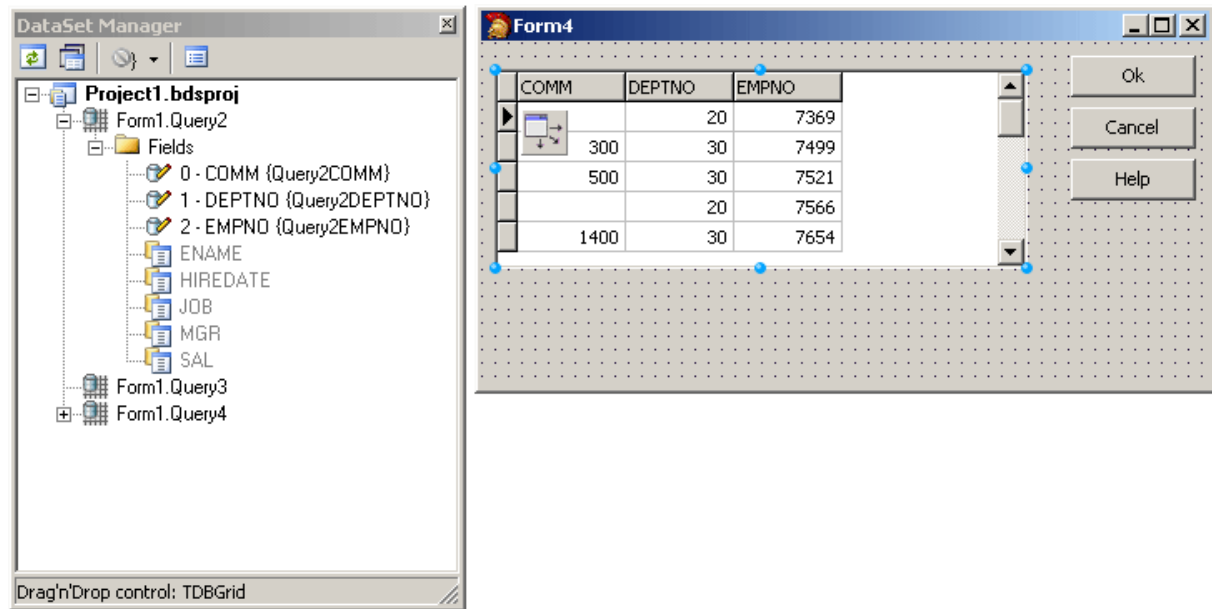 DataSet Manager
Project1.bdsproj
Form1.Query2
Fields
0 - COMM {Query2COMM}
1 - DEPTNO {Query2DEPTNO}
2 - EMPNO {Query2EMPNO}
ENAME
HIREDATE
JOB
MGR
SAL
Form1.Query3
Form1.Query4
Drag'n'Drop control: TDBGrid
Form4
COMM DEPTNO EMPNO
20 7369
300 30 7499
500 30 7521
20 7566
1400 30 7654
Ok
Cancel
Help